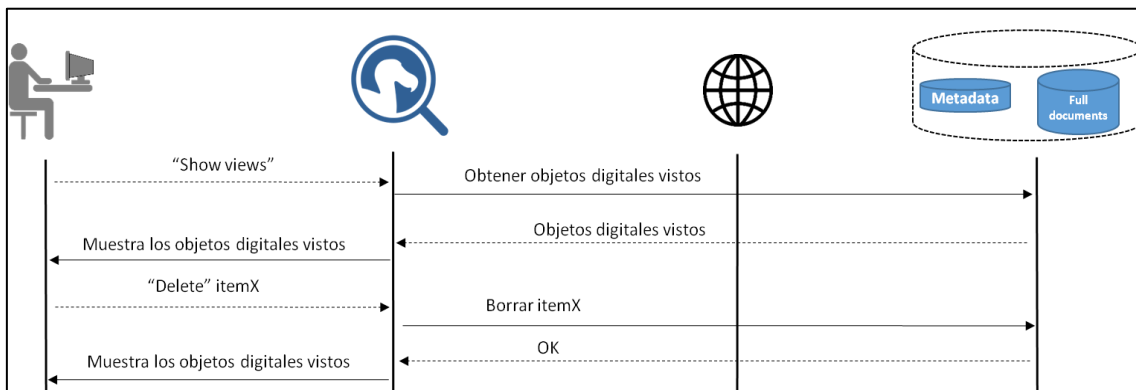 Metadata
Full
documents
“Show views”
Obtener objetos digitales vistos
Objetos digitales vistos
Muestra los objetos digitales vistos
“Delete” itemX
Borrar itemX
OK
Muestra los objetos digitales vistos